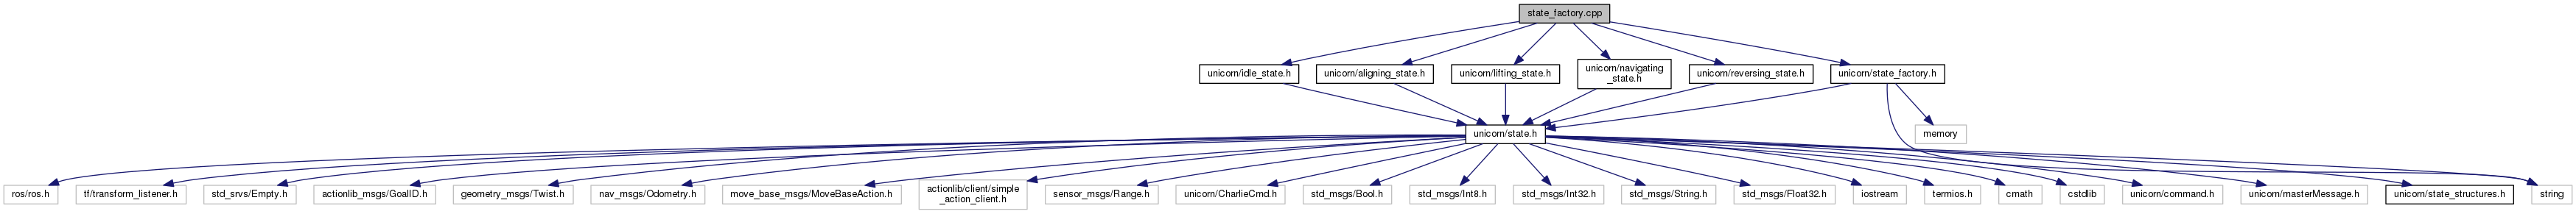 state_factory.cpp
unicorn/idle_state.h
unicorn/aligning_state.h
unicorn/lifting_state.h
unicorn/navigating
_state.h
unicorn/reversing_state.h
unicorn/state_factory.h
unicorn/state.h
memory
ros/ros.h
tf/transform_listener.h
std_srvs/Empty.h
actionlib_msgs/GoalID.h
geometry_msgs/Twist.h
nav_msgs/Odometry.h
move_base_msgs/MoveBaseAction.h
actionlib/client/simple
_action_client.h
sensor_msgs/Range.h
unicorn/CharlieCmd.h
std_msgs/Bool.h
std_msgs/Int8.h
std_msgs/Int32.h
std_msgs/String.h
std_msgs/Float32.h
iostream
termios.h
cmath
cstdlib
unicorn/command.h
unicorn/masterMessage.h
unicorn/state_structures.h
string